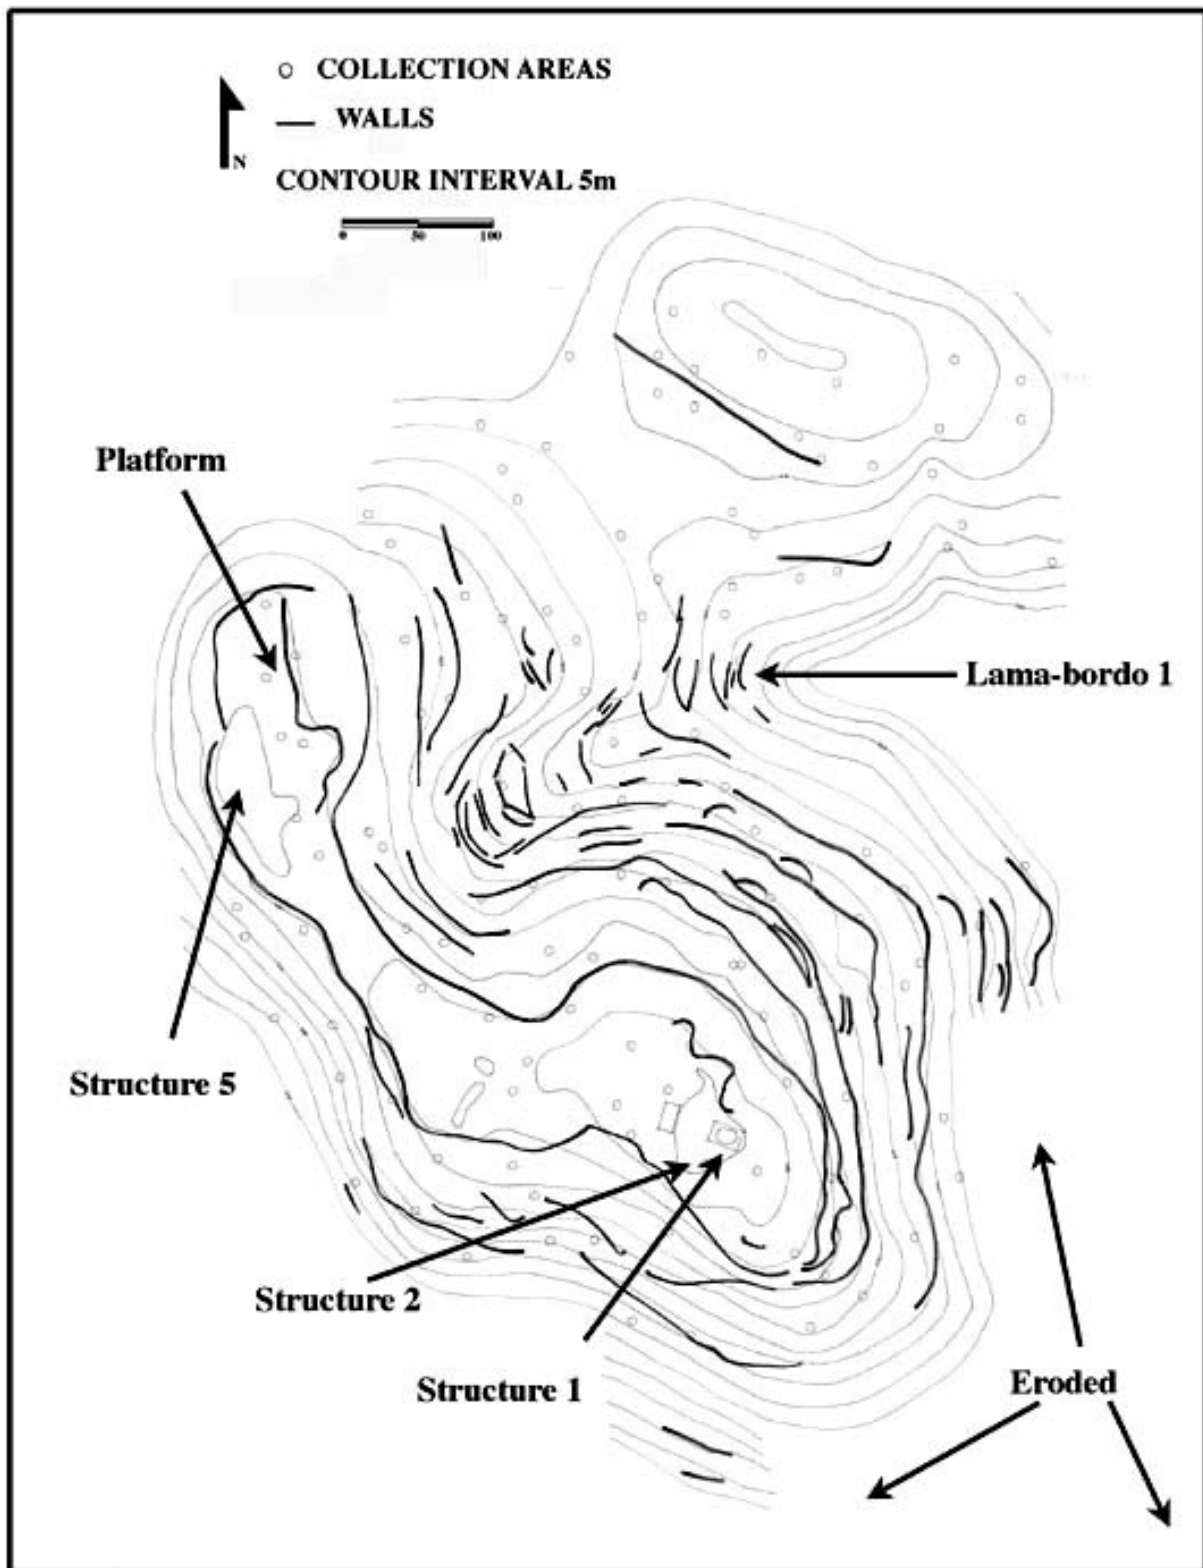 COLLECTION AREAS
WALLS
N
CONTOUR INTERVAL 5m
0 50 100
Platform
Lama-bordo 1
Structure 5
Structure 2
Structure 1
Eroded